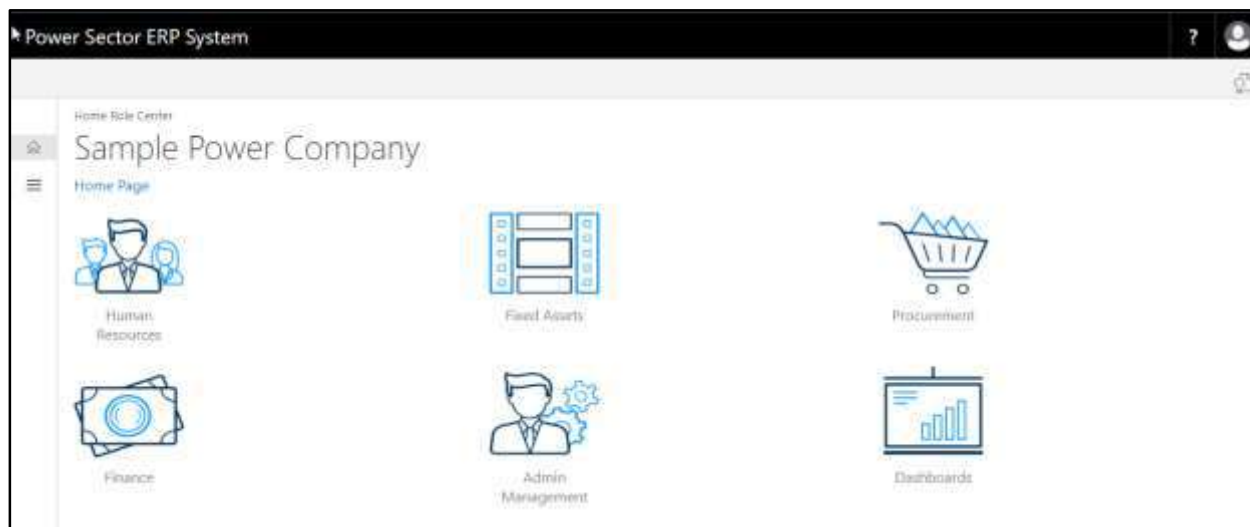 Power Sector ERP System
?
Home Role Center
Sample Power Company
Home Page
Human
Resources
Fixed Assets
Procurement
Finance
Admin
Management
Dashboards